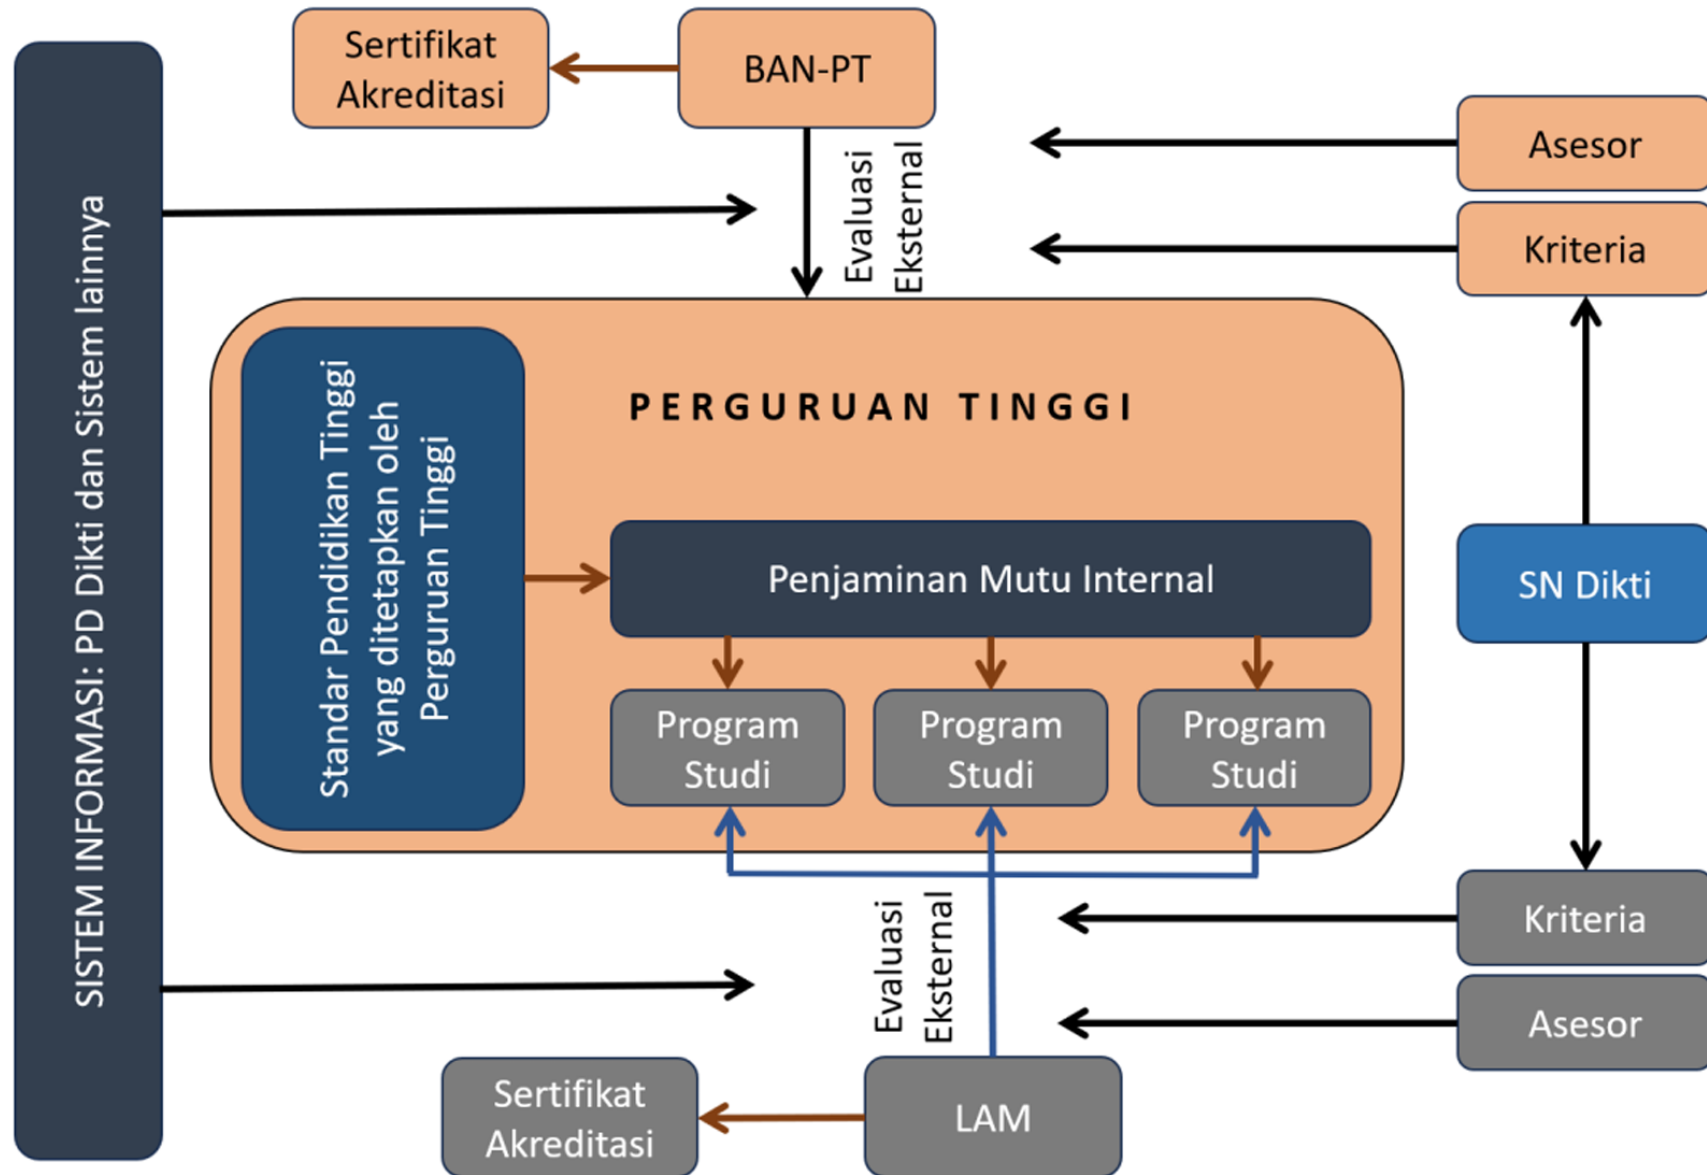 SISTEM INFORMASI: PD Dikti dan Sistem lainnya
Sertifikat
Akreditasi
BAN-PT
Evaluasi
Eksternal
Asesor
Kriteria
PERGURUAN TINGGI
Standar Pendidikan Tinggi
yang ditetapkan oleh
Perguruan Tinggi
Penjaminan Mutu Internal
Program
Studi
Program
Studi
Program
Studi
SN Dikti
Evaluasi
Eksternal
Kriteria
Asesor
Sertifikat
Akreditasi
LAM